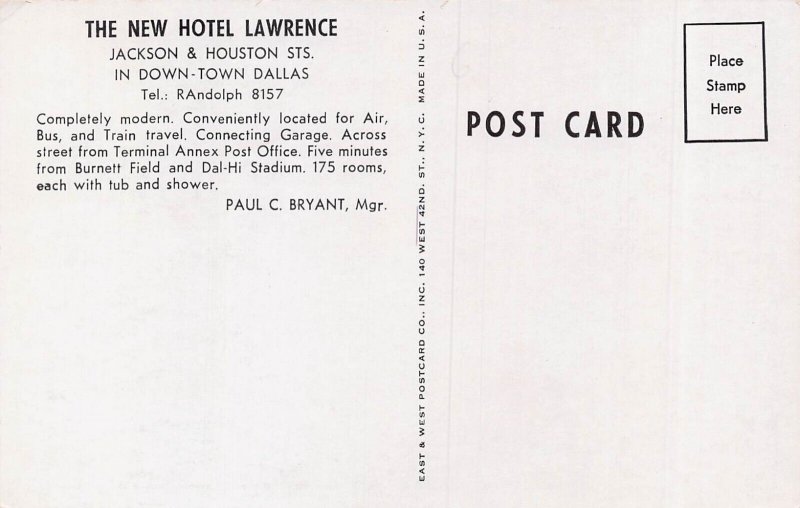 THE NEW HOTEL LAWRENCE
JACKSON & HOUSTON STS.
IN DOWN-TOWN DALLAS
Tel.: RAndolph 8157
Completely modern. Conveniently located for Air,
Bus, and Train travel. Connecting Garage. Across
street from Terminal Annex Post Office. Five minutes
from Burnett Field and Dal-Hi Stadium. 175 rooms,
each with tub and shower.
PAUL C. BRYANT, Mgr.
EAST & WEST POSTCARD CO., INC. 140 WEST 42ND. ST., N.Y.C. MADE IN U.S.A.
POST CARD
Place
Stamp
Here